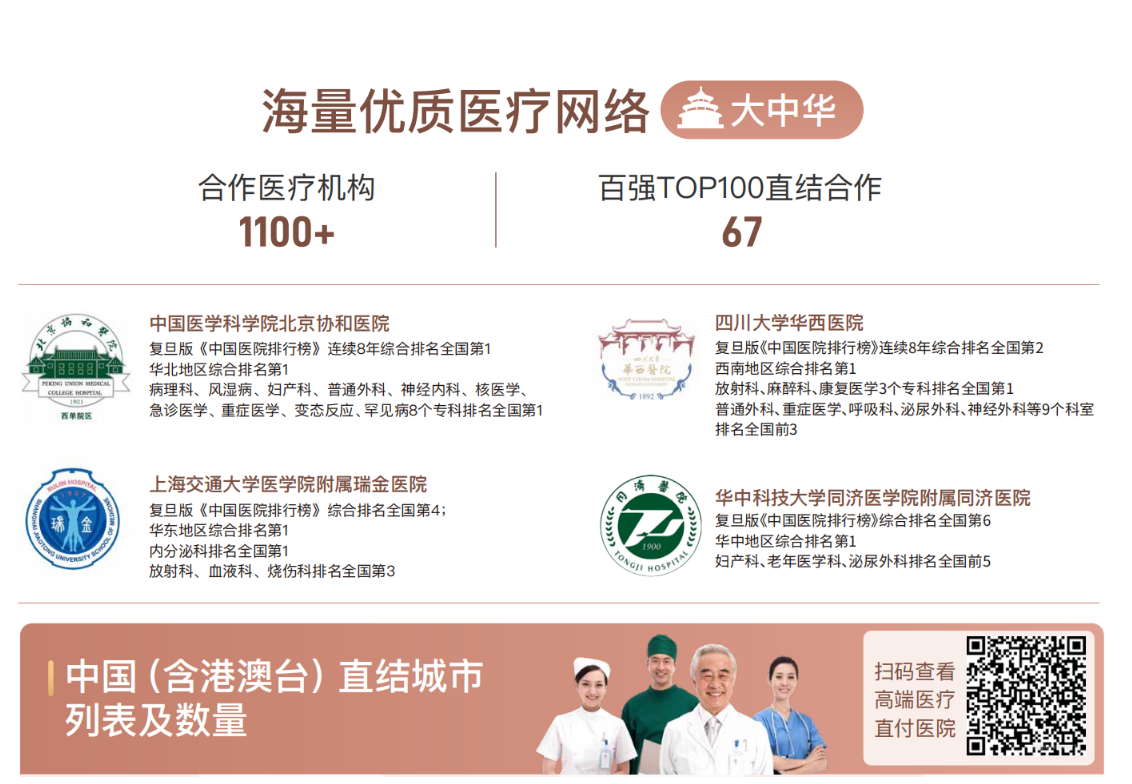 海量优质医疗网络 大中华
合作医疗机构
1100+
百强TOP100直结合作
67
北京协和医院
PEKING UNION MEDICAL
COLLEGE HOSPITAL
1921
西单院区
中国医学科学院北京协和医院
复旦版《中国医院排行榜》连续8年综合排名全国第1
华北地区综合排名第1
病理科、风湿病、妇产科、普通外科、神经内科、核医学、
急诊医学、重症医学、变态反应、罕见病8个专科排名全国第1
四川大学
華西醫院
WEST CHINA HOSPITAL
1892
四川大学华西医院
复旦版《中国医院排行榜》连续8年综合排名全国第2
西南地区综合排名第1
放射科、麻醉科、康复医学3个专科排名全国第1
普通外科、重症医学、呼吸科、泌尿外科、神经外科等9个科室
排名全国前3
RUIJIN HOSPITAL
1907
瑞金
SHANGHAI JIAOTONG UNIVERSITY SCHOOL OF MEDICINE
上海交通大学医学院附属瑞金医院
复旦版《中国医院排行榜》综合排名全国第4；
华东地区综合排名第1
内分泌科排名全国第1
放射科、血液科、烧伤科排名全国第3
同濟醫院
1900
TONGJI HOSPITAL
华中科技大学同济医学院附属同济医院
复旦版《中国医院排行榜》综合排名全国第6
华中地区综合排名第1
妇产科、老年医学科、泌尿外科排名全国前5
中国（含港澳台）直结城市
列表及数量
扫码查看
高端医疗
直付医院